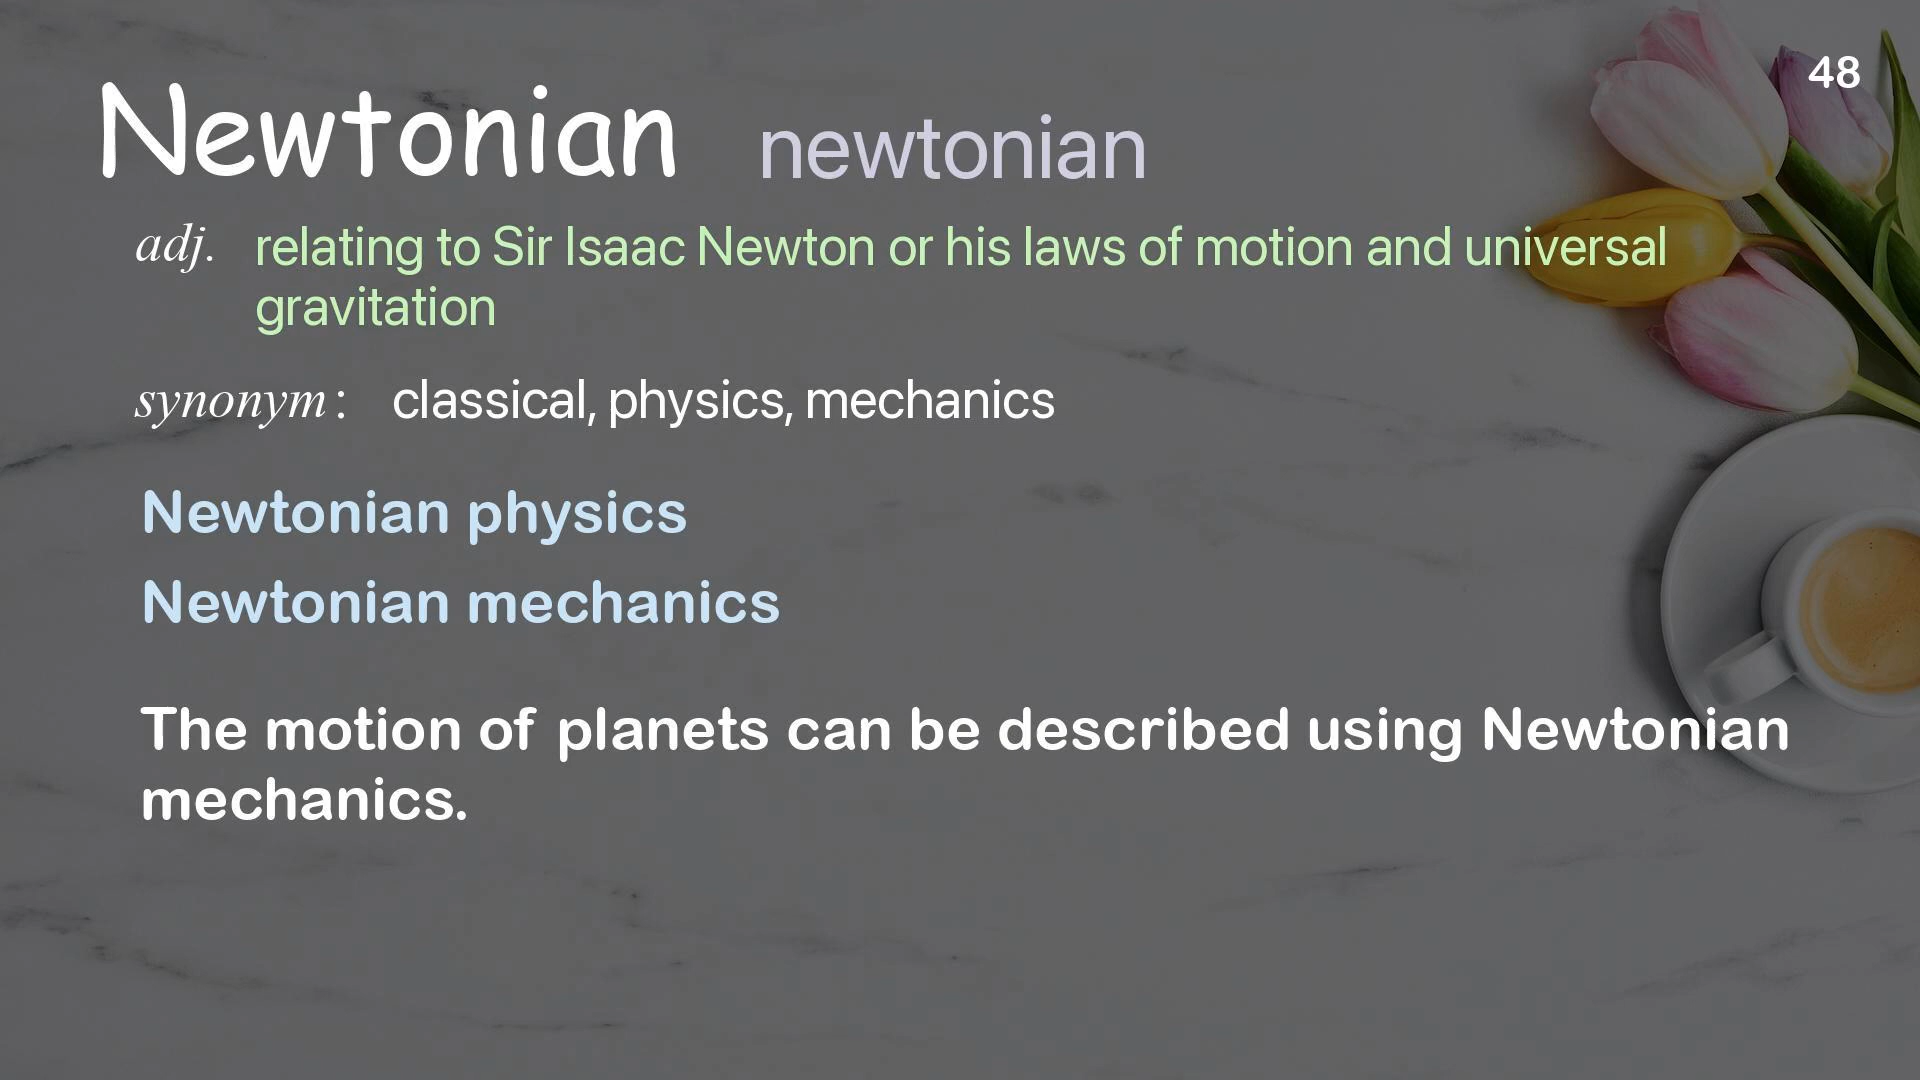 48
Newtonian newtonian
adj. relating to Sir Isaac Newton or his laws of motion and universal
gravitation
synonym: classical, physics, mechanics
Newtonian physics
Newtonian mechanics
The motion of planets can be described using Newtonian
mechanics.